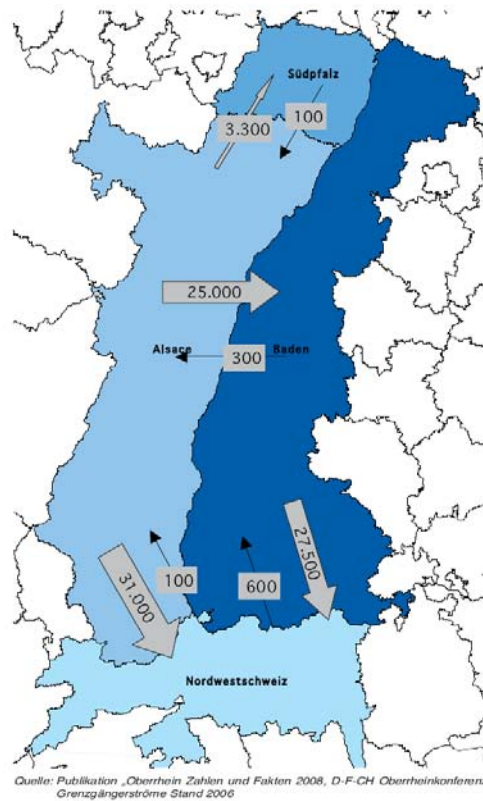 Südpfalz
3.300
100
25.000
Alsace
300
Baden
31.000
100
600
27.500
Nordwestschweiz
Quelle: Publikation „Oberrhein Zahlen und Fakten 2008, D-F-CH Oberrheinkonferenz
Grenzgängerströme Stand 2006